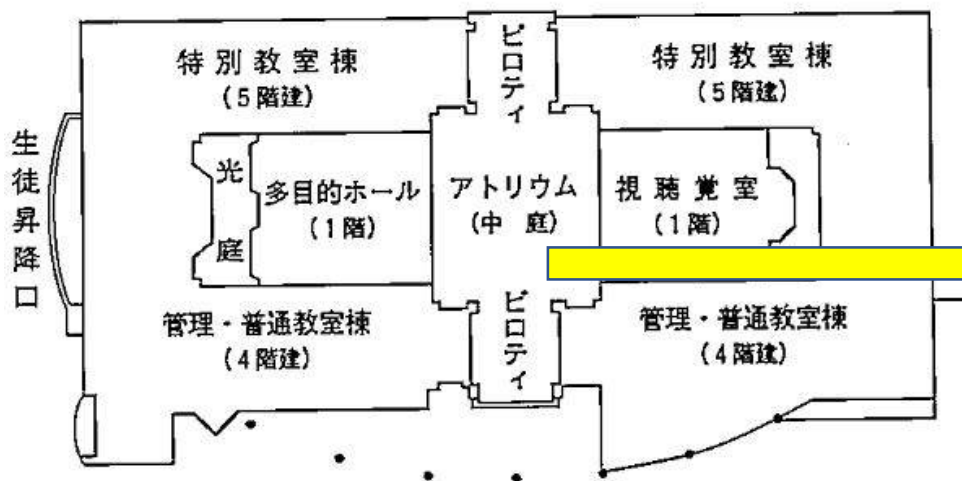 特別教室棟
(5階建)
ピロティ
特別教室棟
(5階建)
生徒昇降口
光庭
多目的ホール
(1階)
アトリウム
(中庭)
視聴覚室
(1階)
管理・普通教室棟
(4階建)
ピロティ
管理・普通教室棟
(4階建)